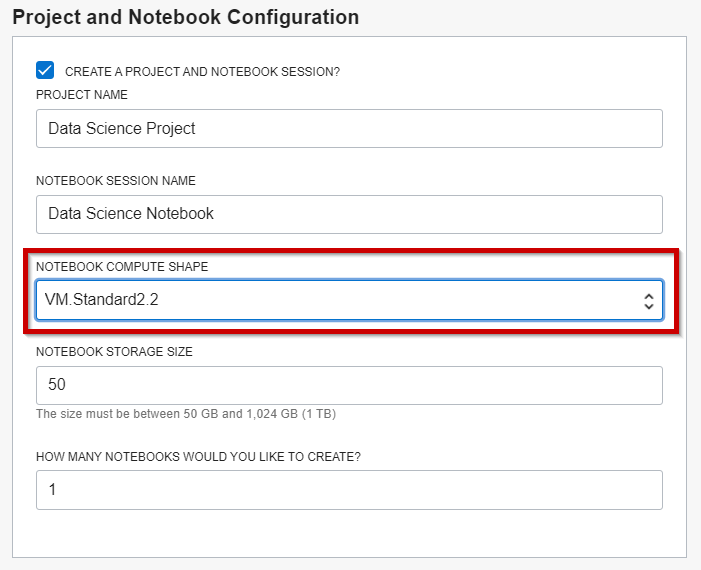 Project and Notebook Configuration
CREATE A PROJECT AND NOTEBOOK SESSION?
PROJECT NAME
Data Science Project
NOTEBOOK SESSION NAME
Data Science Notebook
NOTEBOOK COMPUTE SHAPE
VM.Standard2.2
NOTEBOOK STORAGE SIZE
50
The size must be between 50 GB and 1,024 GB (1 TB)
HOW MANY NOTEBOOKS WOULD YOU LIKE TO CREATE?
1